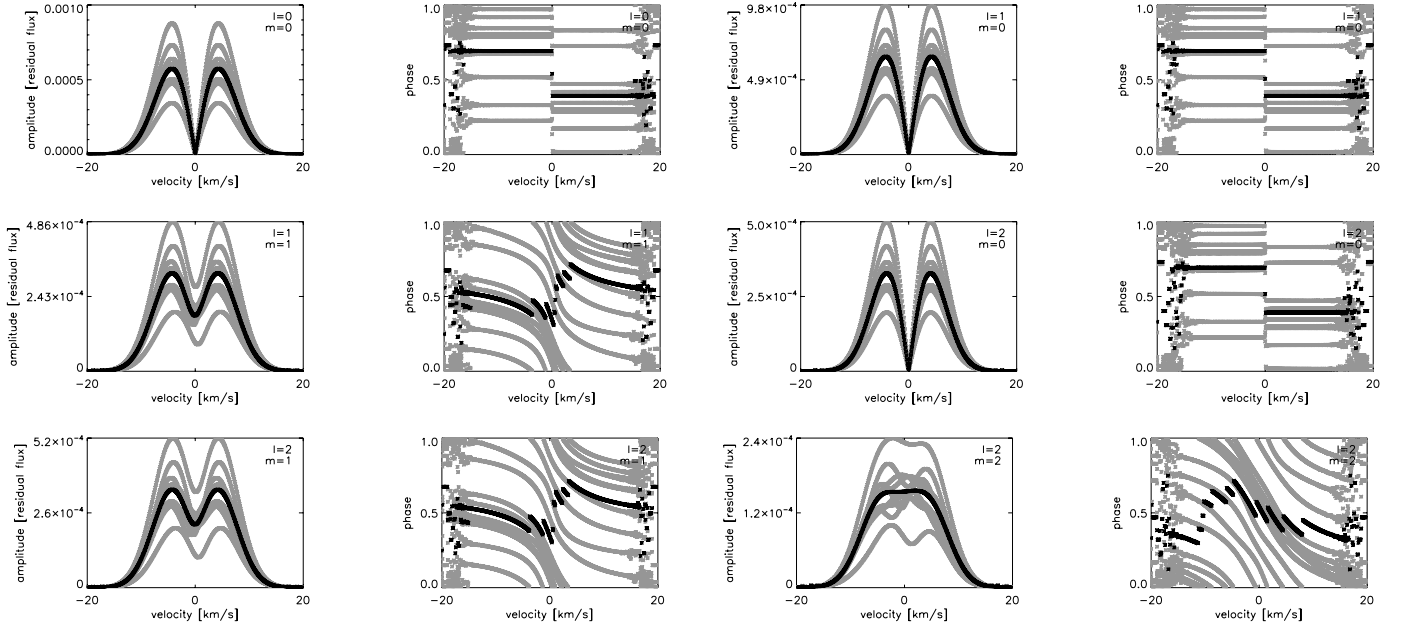 0.0010
0.0005
0.0000
amplitude [residual flux]
l=0
m=0
−20 0 20
velocity [km/s]
1.0
0.5
0.0
phase
l=0
m=0
−20 0 20
velocity [km/s]
9.8×10−4
4.9×10−4
0
amplitude [residual flux]
l=1
m=0
−20 0 20
velocity [km/s]
1.0
0.5
0.0
phase
l=1
m=0
−20 0 20
velocity [km/s]
4.86×10−4
2.43×10−4
0
amplitude [residual flux]
l=1
m=1
−20 0 20
velocity [km/s]
1.0
0.5
0.0
phase
l=1
m=1
−20 0 20
velocity [km/s]
5.0×10−4
2.5×10−4
0
amplitude [residual flux]
l=2
m=0
−20 0 20
velocity [km/s]
1.0
0.5
0.0
phase
l=2
m=0
−20 0 20
velocity [km/s]
5.2×10−4
2.6×10−4
0
amplitude [residual flux]
l=2
m=1
−20 0 20
velocity [km/s]
1.0
0.5
0.0
phase
l=2
m=1
−20 0 20
velocity [km/s]
2.4×10−4
1.2×10−4
0
amplitude [residual flux]
l=2
m=2
−20 0 20
velocity [km/s]
1.0
0.5
0.0
phase
l=2
m=2
−20 0 20
velocity [km/s]